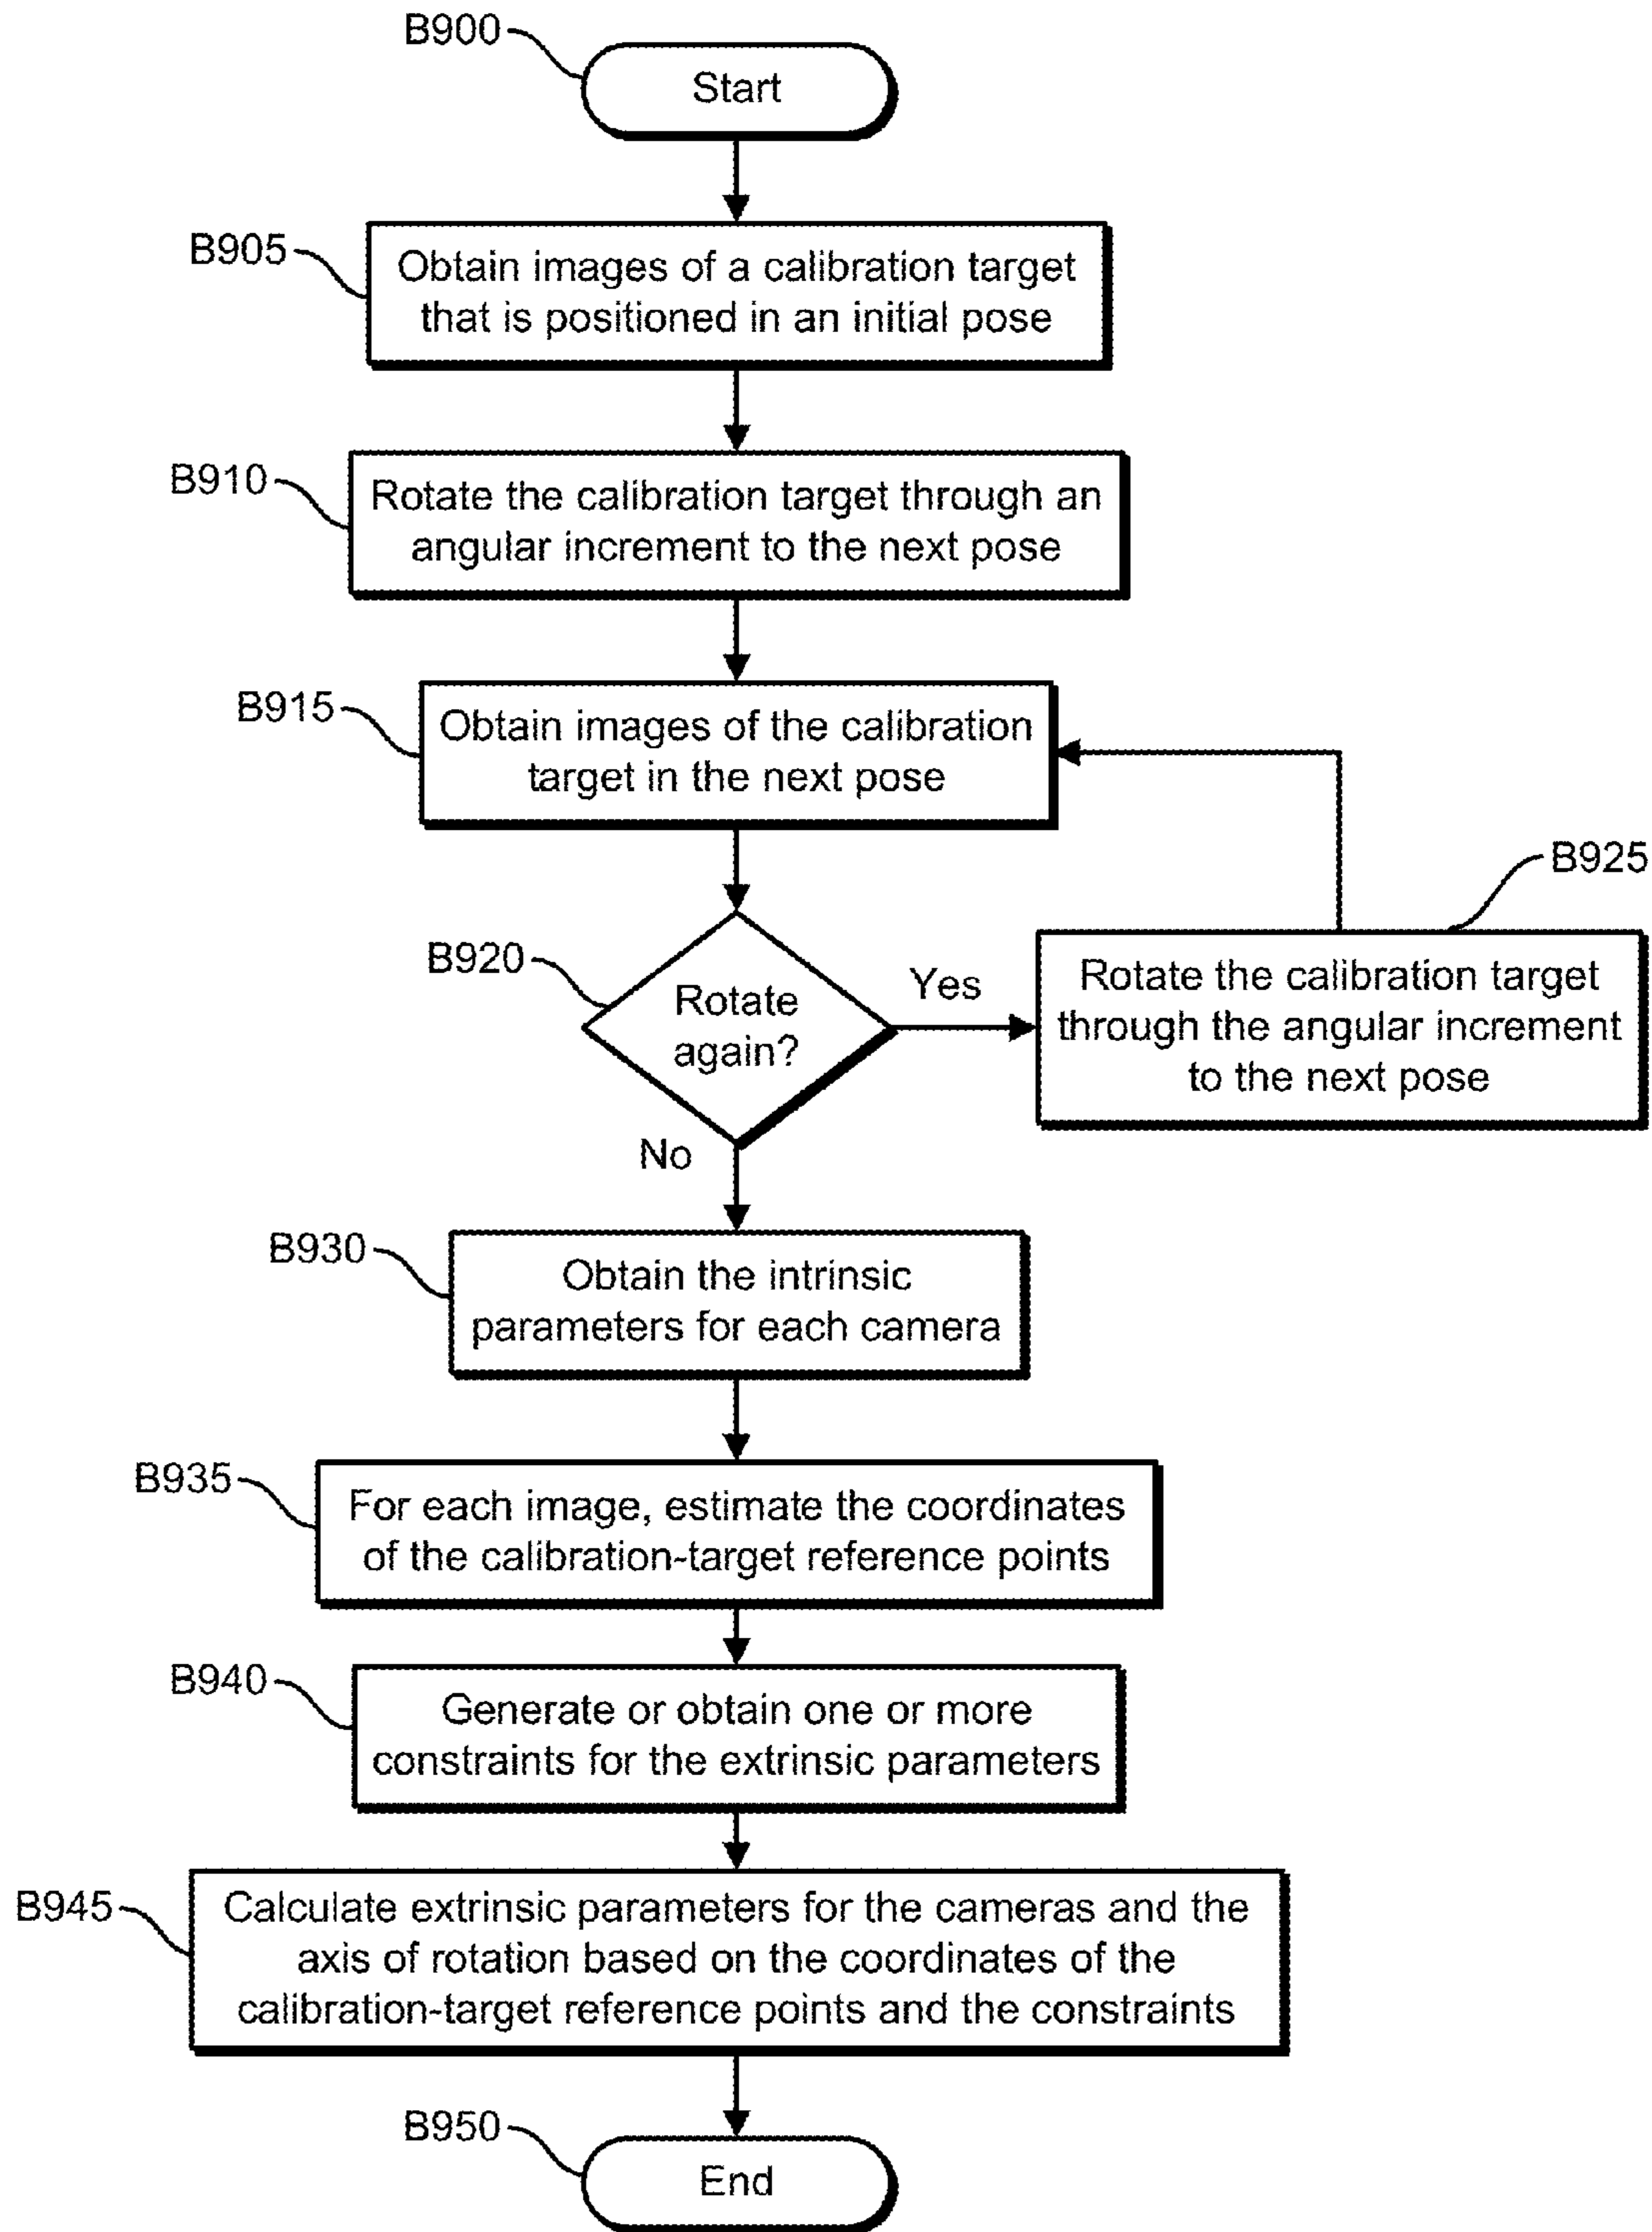 B900
Start
B905
Obtain images of a calibration target
that is positioned in an initial pose
B910
Rotate the calibration target through an
angular increment to the next pose
B915
Obtain images of the calibration
target in the next pose
B920
Rotate
again?
Yes
B925
Rotate the calibration target
through the angular increment
to the next pose
No
B930
Obtain the intrinsic
parameters for each camera
B935
For each image, estimate the coordinates
of the calibration-target reference points
B940
Generate or obtain one or more
constraints for the extrinsic parameters
B945
Calculate extrinsic parameters for the cameras and the
axis of rotation based on the coordinates of the
calibration-target reference points and the constraints
B950
End